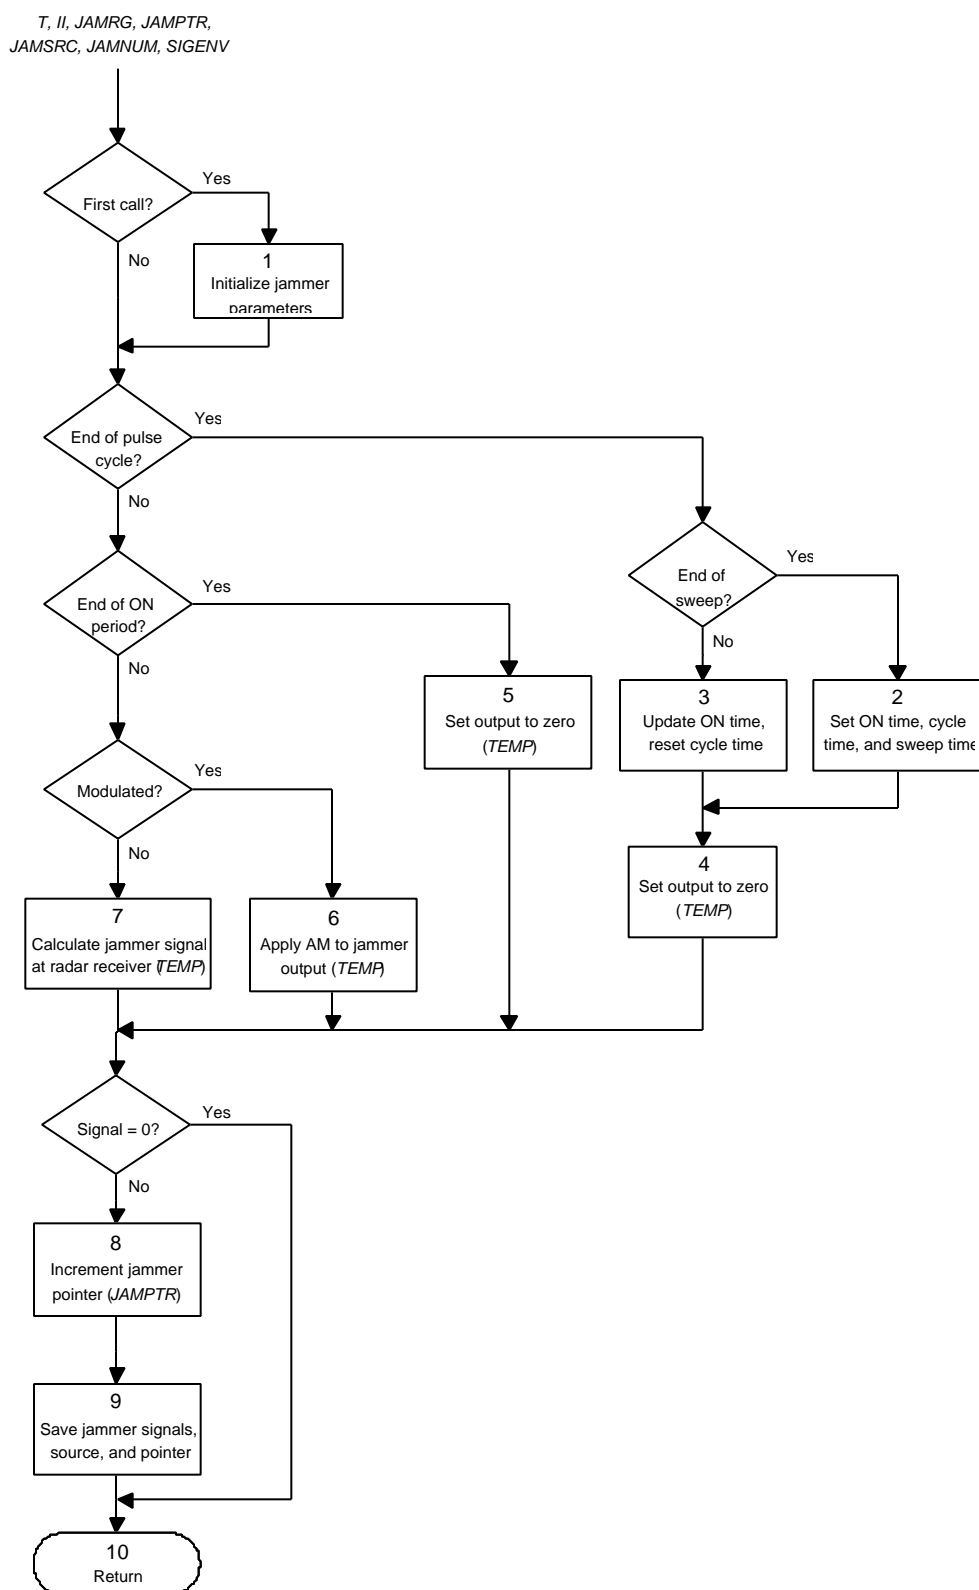 T, II, JAMRG, JAMPTR,
JAMSRC, JAMNUM, SIGENV
Yes
First call?
No
1
Initialize jammer
parameters
Yes
End of pulse
cycle?
No
Yes
End of
sweep?
No
Yes
End of ON
period?
No
5
Set output to zero
(TEMP)
3
Update ON time,
reset cycle time
2
Set ON time, cycle
time, and sweep time
Yes
Modulated?
No
4
Set output to zero
(TEMP)
7
Calculate jammer signal
at radar receiver (TEMP)
6
Apply AM to jammer
output (TEMP)
Yes
Signal = 0?
No
8
Increment jammer
pointer (JAMPTR)
9
Save jammer signals,
source, and pointer
10
Return